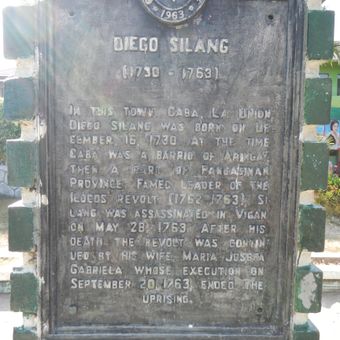 1963
DIEGO SILANG
(1730 - 1763)
IN THIS TOWN, CABA, LA UNION,
DIEGO SILANG WAS BORN ON DE
CEMBER 16, 1730 AT THE TIME
CABA WAS A BARRIO OF ARINGAY,
THEN A PART OF PANGASINAN
PROVINCE. FAMED LEADER OF THE
ILOCOS REVOLT (1762-1763), SI
LANG WAS ASSASSINATED IN VIGAN
ON MAY 28, 1763 AFTER HIS
DEATH, THE REVOLT WAS CONTIN
UED BY HIS WIFE, MARIA JOSEFA
GABRIELA WHOSE EXECUTION ON
SEPTEMBER 20, 1763, ENDED THE
UPRISING.